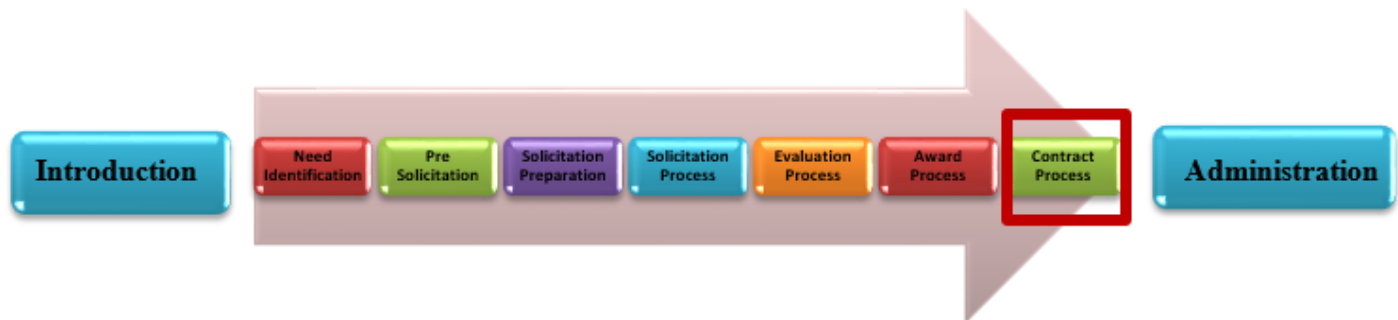 Introduction
Need
Identification
Pre
Solicitation
Solicitation
Preparation
Solicitation
Process
Evaluation
Process
Award
Process
Contract
Process
Administration